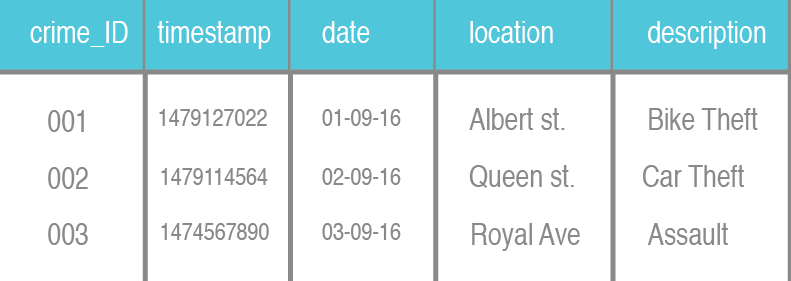 crime_ID timestamp date location description
001 1479127022 01-09-16 Albert st. Bike Theft
002 1479114564 02-09-16 Queen st. Car Theft
003 1474567890 03-09-16 Royal Ave Assault